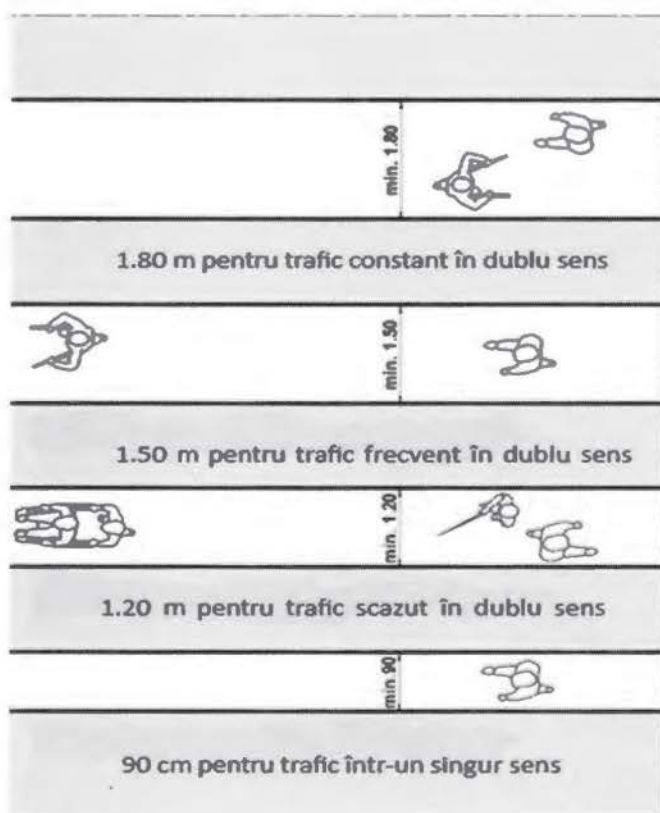 min. 1.80
1.80 m pentru trafic constant în dublu sens
min. 1.50
1.50 m pentru trafic frecvent în dublu sens
min. 1.20
1.20 m pentru trafic scazut în dublu sens
min. 90
90 cm pentru trafic într-un singur sens